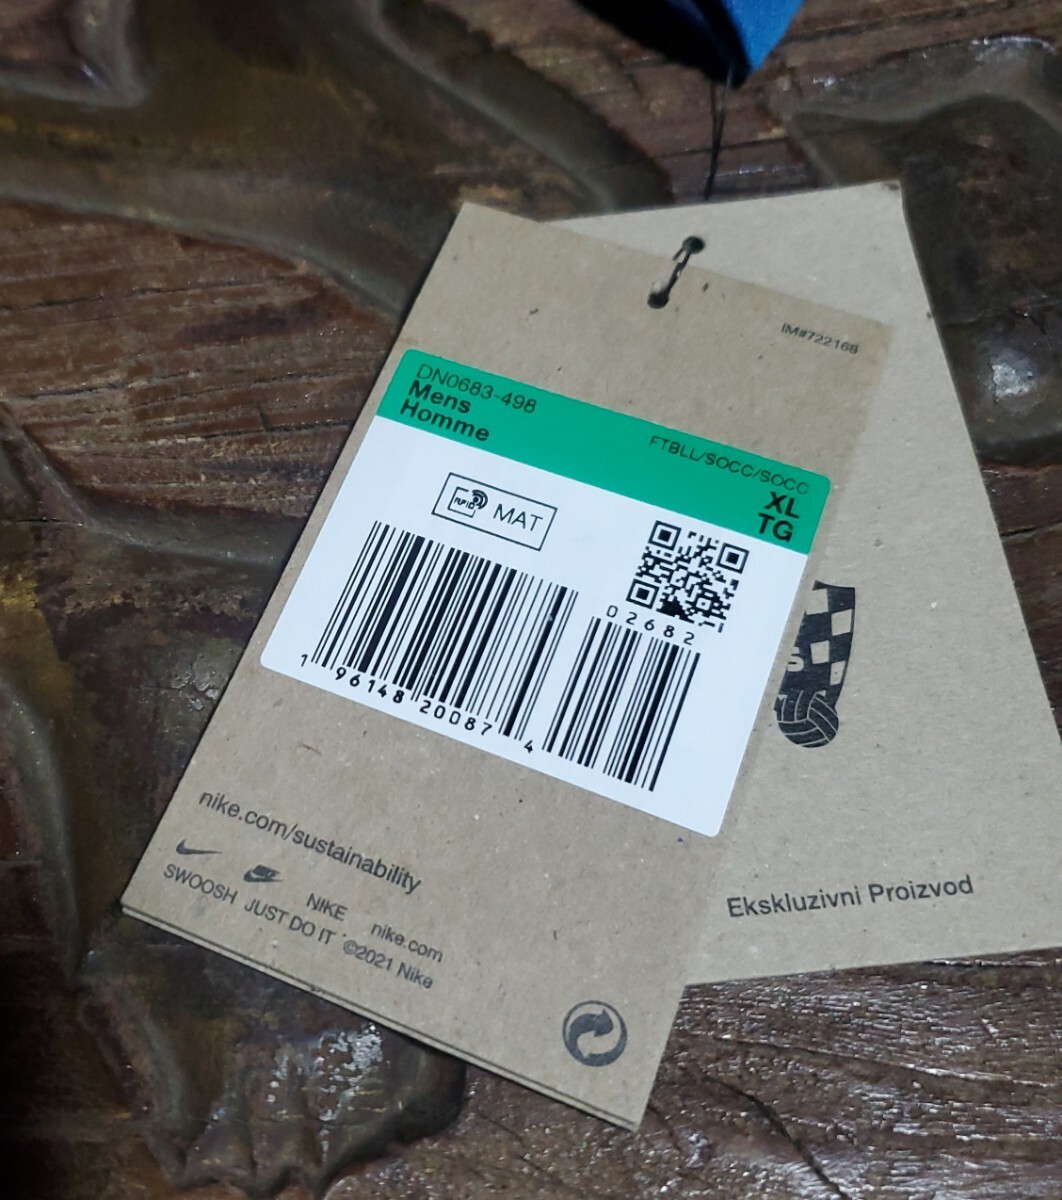 IM#722168
DN0683-498
Mens
Homme
FTBLL/SOCC/SOCC
XL
TG
RFID
MAT
02682
1 96148 20087 4
nike.com/sustainability
NIKE nike.com
SWOOSH JUST DO IT ©2021 Nike
Ekskluzivni Proizvod